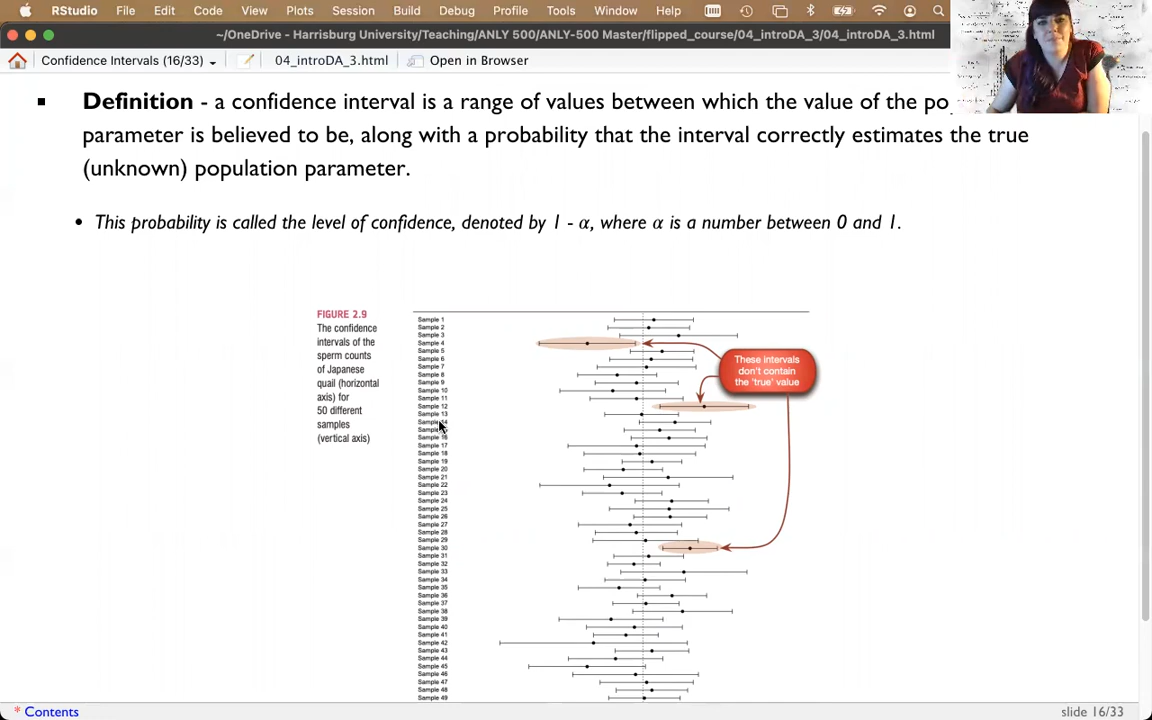 RStudio File Edit Code View Plots Session Build Debug Profile Tools Window Help
~/OneDrive - Harrisburg University/Teaching/ANLY 500/ANLY-500 Master/flipped_course/04_introDA_3/04_introDA_3.html
Confidence Intervals (16/33) 04_introDA_3.html Open in Browser
Definition - a confidence interval is a range of values between which the value of the
parameter is believed to be, along with a probability that the interval correctly estimates the true
(unknown) population parameter.
This probability is called the level of confidence, denoted by 1 - α, where α is a number between 0 and 1.
FIGURE 2.9
The confidence
intervals of the
sperm counts
of Japanese
quail (horizontal
axis) for
50 different
samples
(vertical axis)
Sample 1
Sample 2
Sample 3
Sample 4
Sample 5
Sample 6
Sample 7
Sample 8
Sample 9
Sample 10
Sample 11
Sample 12
Sample 13
Sample 14
Sample
Sample 16
Sample 17
Sample 18
Sample 19
Sample 20
Sample 21
Sample 22
Sample 23
Sample 24
Sample 25
Sample 26
Sample 27
Sample 28
Sample 29
Sample 30
Sample 31
Sample 32
Sample 33
Sample 34
Sample 35
Sample 36
Sample 37
Sample 38
Sample 39
Sample 40
Sample 41
Sample 42
Sample 43
Sample 44
Sample 45
Sample 46
Sample 47
Sample 48
Sample 49
These intervals
don't contain
the 'true' value
* Contents
slide 16/33